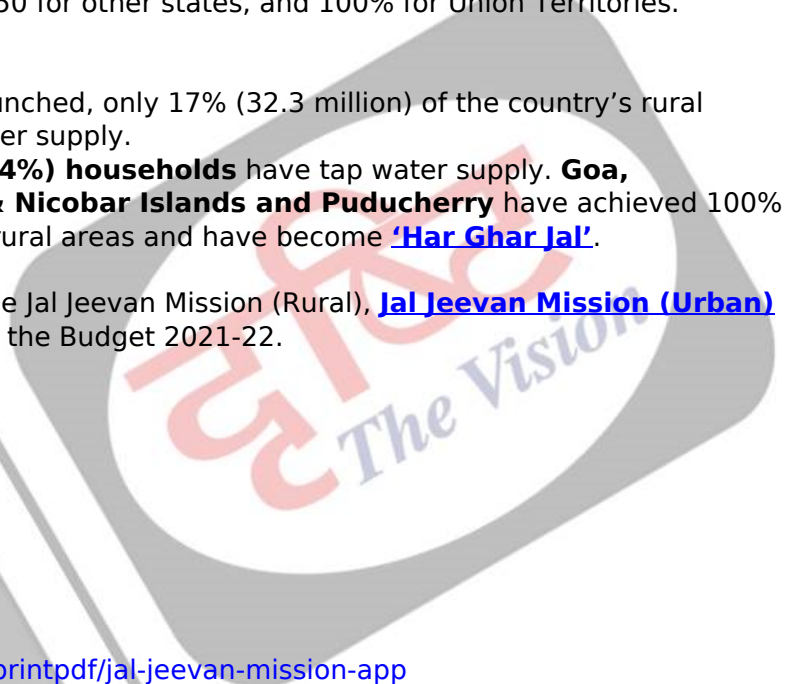 50 for other states, and 100% for Union Territories.
unched, only 17% (32.3 million) of the country's rural
er supply.
4%) households have tap water supply. Goa,
& Nicobar Islands and Puducherry have achieved 100%
rural areas and have become ‘Har Ghar Jal’.
e Jal Jeevan Mission (Rural), Jal Jeevan Mission (Urban)
the Budget 2021-22.
दृष्टि
The Vision
printpdf/jal-jeevan-mission-app